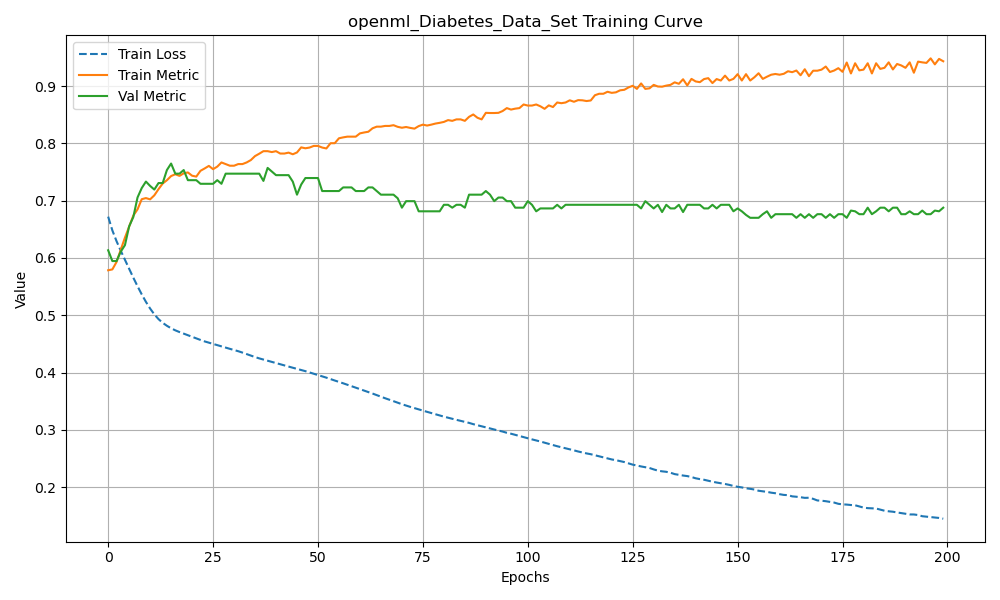 openml_Diabetes_Data_Set Training Curve
Train Loss
Train Metric
Val Metric
Value
0.9
0.8
0.7
0.6
0.5
0.4
0.3
0.2
0 25 50 75 100 125 150 175 200
Epochs